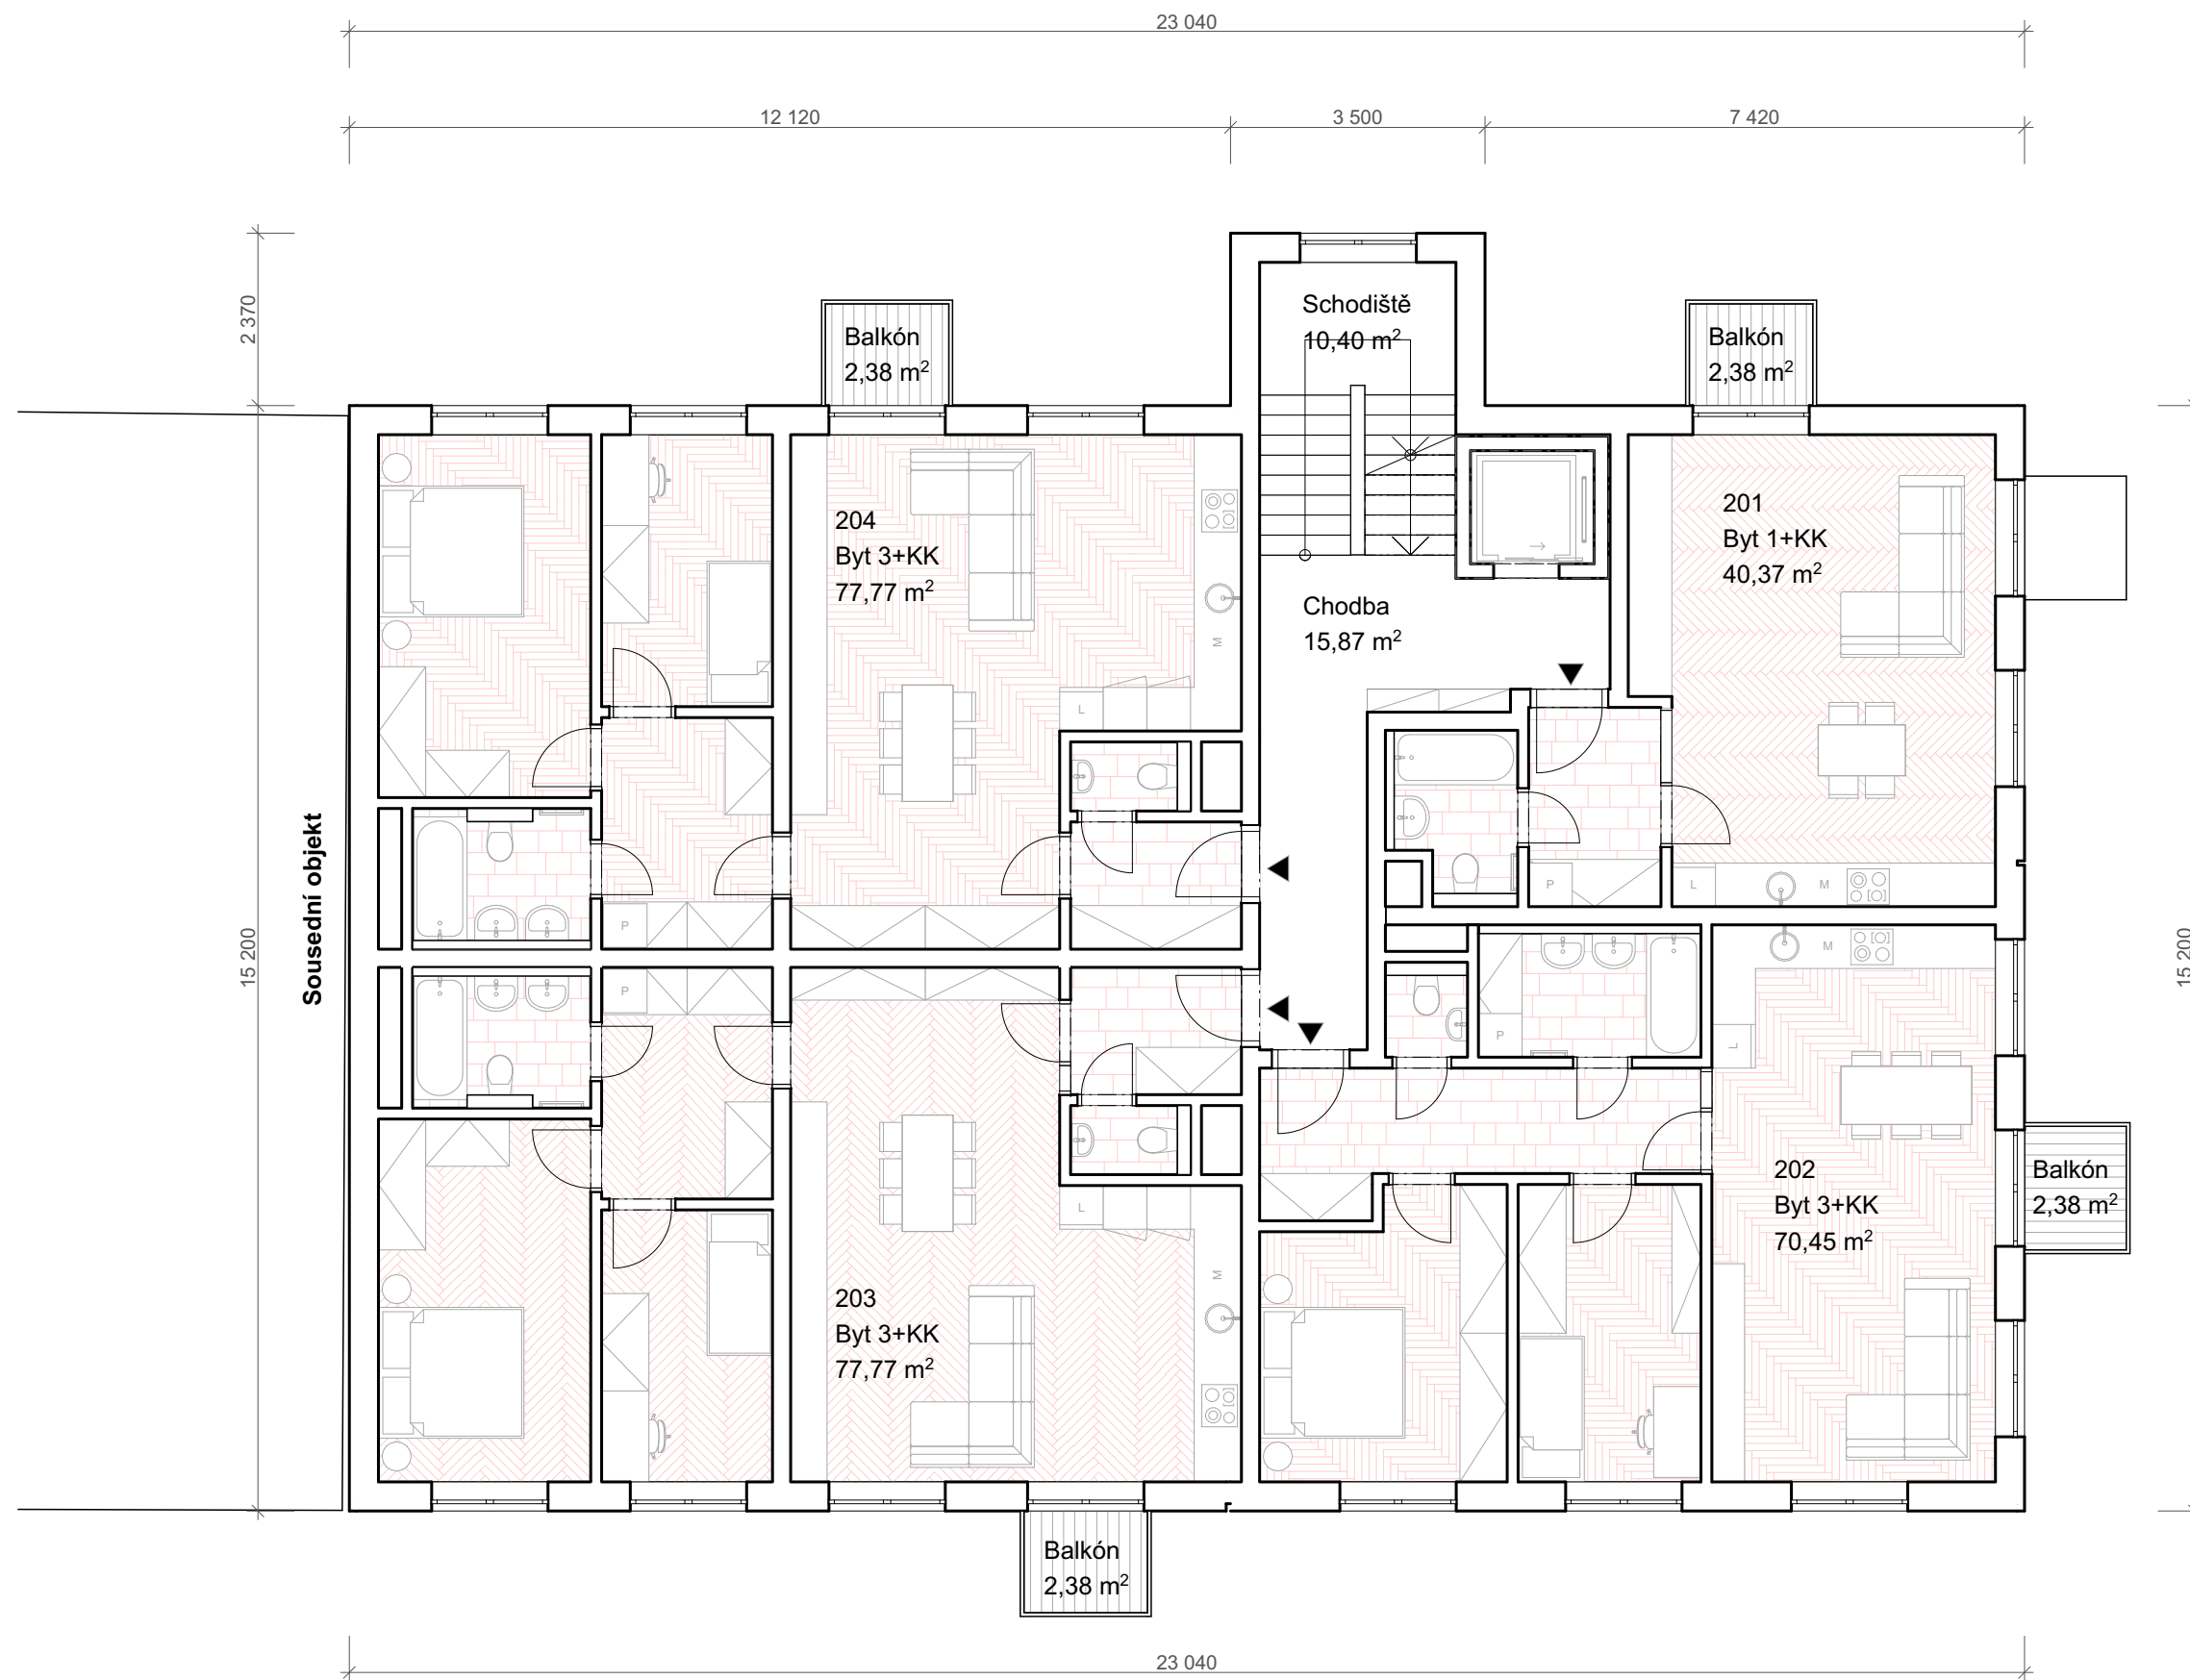 23 040
12 120
3 500
7 420
2 370
Schodiště
10,40 m²
Balkón
2,38 m²
Balkón
2,38 m²
204
Byt 3+KK
77,77 m²
201
Byt 1+KK
40,37 m²
M
Chodba
15,87 m²
L
P
P
L
M
Sousední objekt
15 200
15 200
M
P
P
L
202
Byt 3+KK
70,45 m²
Balkón
2,38 m²
L
M
203
Byt 3+KK
77,77 m²
Balkón
2,38 m²
23 040